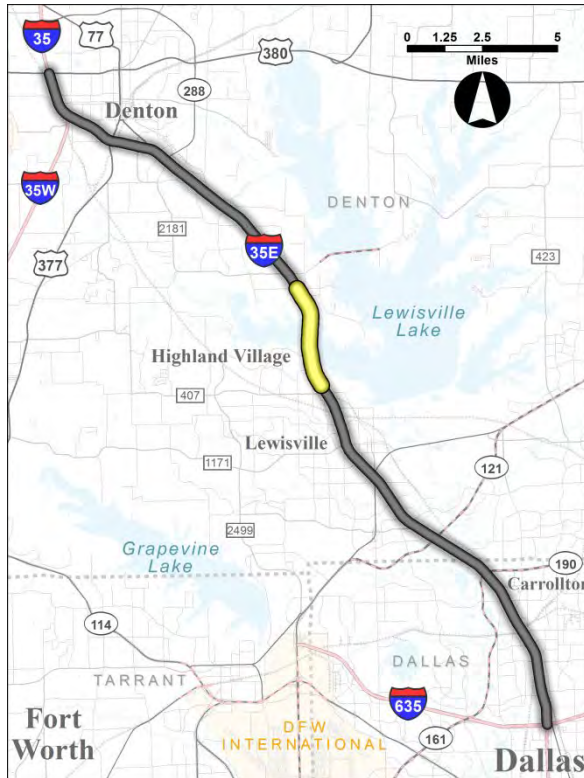 35
77
0 1.25 2.5 5
Miles
380
288
Denton
35W
DENTON
2181
35E
377
423
Lewisville
Lake
Highland Village
407
Lewisville
1171
121
2499
Grapevine
Lake
190
Carrollton
114
DALLAS
TARRANT
635
Fort
Worth
DFW
INTERNATIONAL
161
Dallas